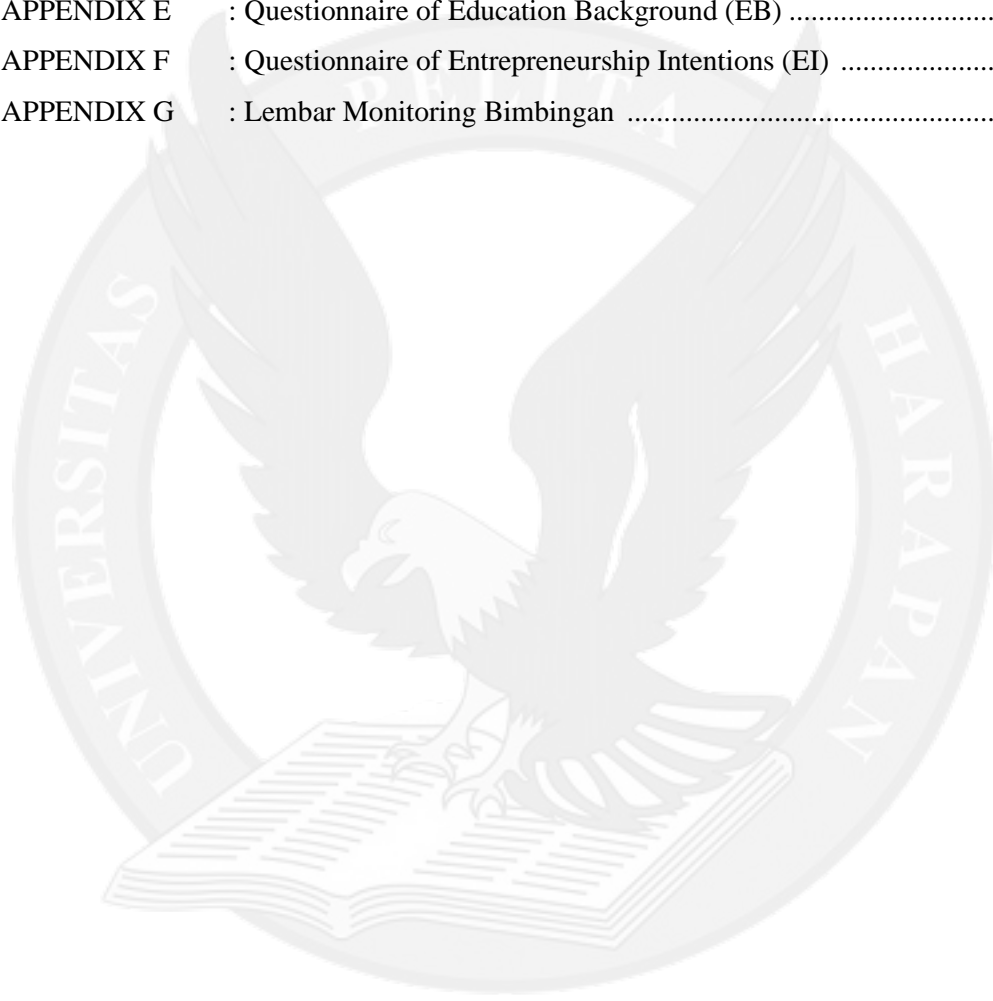 APPENDIX E : Questionnaire of Education Background (EB) ............................
APPENDIX F : Questionnaire of Entrepreneurship Intentions (EI) .....................
APPENDIX G : Lembar Monitoring Bimbingan ..................................................
UNIVERSITAS PELITA HARAPAN